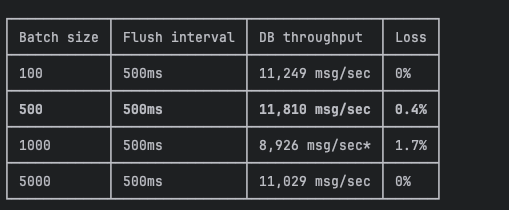 Batch size Flush interval DB throughput Loss
100 500ms 11,249 msg/sec 0%
500 500ms 11,810 msg/sec 0.4%
1000 500ms 8,926 msg/sec* 1.7%
5000 500ms 11,029 msg/sec 0%